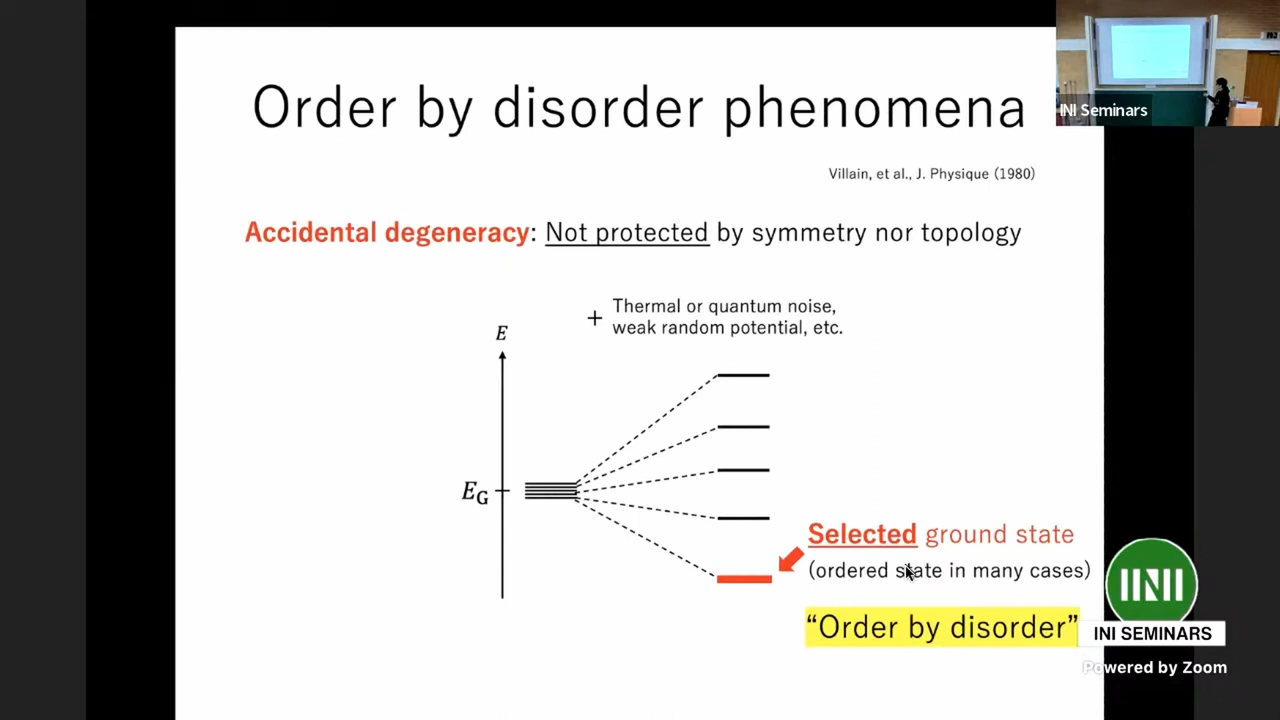 Order by disorder phenomena
INI Seminars
Villain, et al., J. Physique (1980)
Accidental degeneracy: Not protected by symmetry nor topology
+ Thermal or quantum noise,
weak random potential, etc.
E
E_G
Selected ground state
(ordered state in many cases)
“Order by disorder”
INI
INI SEMINARS
Powered by Zoom